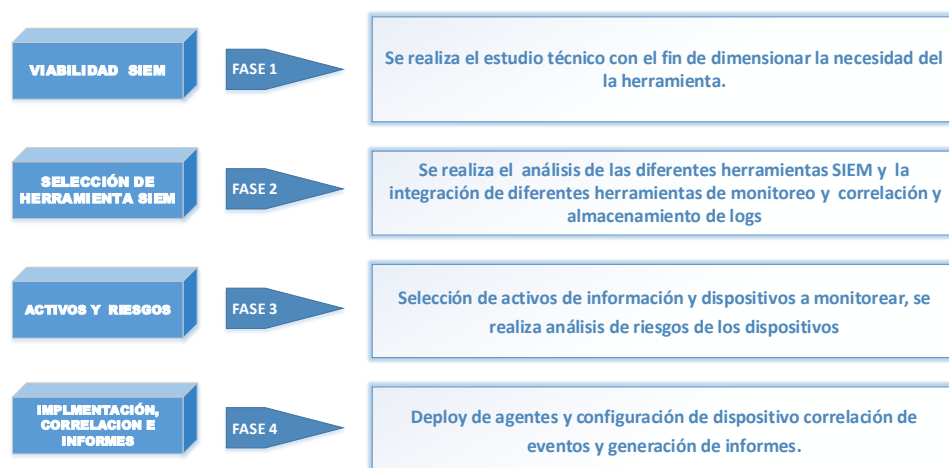 VIABILIDAD SIEM
FASE 1
Se realiza el estudio técnico con el fin de dimensionar la necesidad del
la herramienta.
SELECCIÓN DE
HERRAMIENTA SIEM
FASE 2
Se realiza el análisis de las diferentes herramientas SIEM y la
integración de diferentes herramientas de monitoreo y correlación y
almacenamiento de logs
ACTIVOS Y RIESGOS
FASE 3
Selección de activos de información y dispositivos a monitorear, se
realiza análisis de riesgos de los dispositivos
IMPLMENTACIÓN,
CORRELACION E
INFORMES
FASE 4
Deploy de agentes y configuración de dispositivo correlación de
eventos y generación de informes.